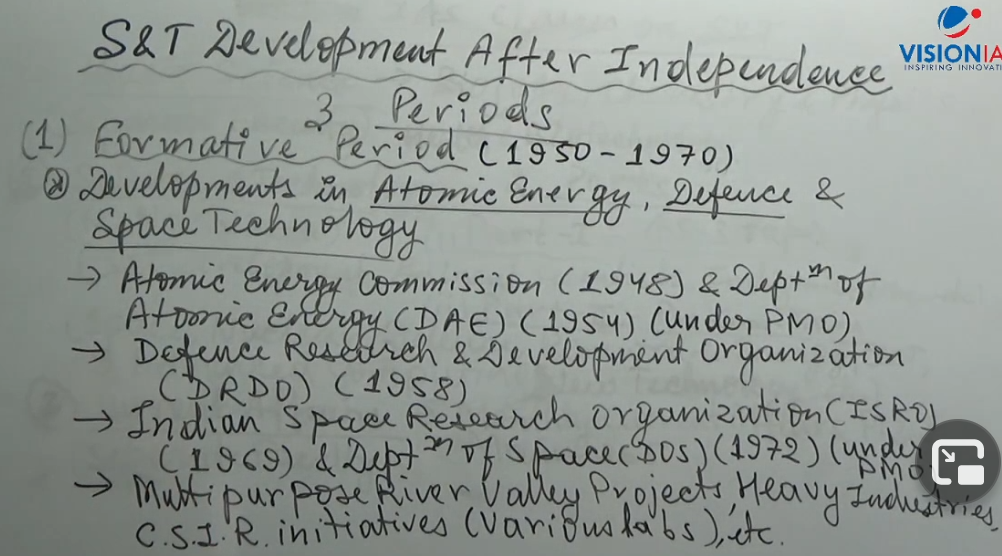 S&T Development After Independence
VISIONIA
INSPIRING INNOVATI
3 Periods
(1) Formative Period (1950-1970)
(a) Developments in Atomic Energy, Defence &
Space Technology
→ Atomic Energy Commission (1948) & Deptm of
Atomic Energy (DAE) (1954) (under PMO)
→ Defence Research & Development Organization
(DRDO) (1958)
→ Indian Space Research Organization (ISRO)
(1969) & Deptm of Space (DOS) (1972) (under
PMO)
→ Multipurpose River Valley Projects, Heavy Industries,
C.S.I.R. initiatives (various labs), etc.